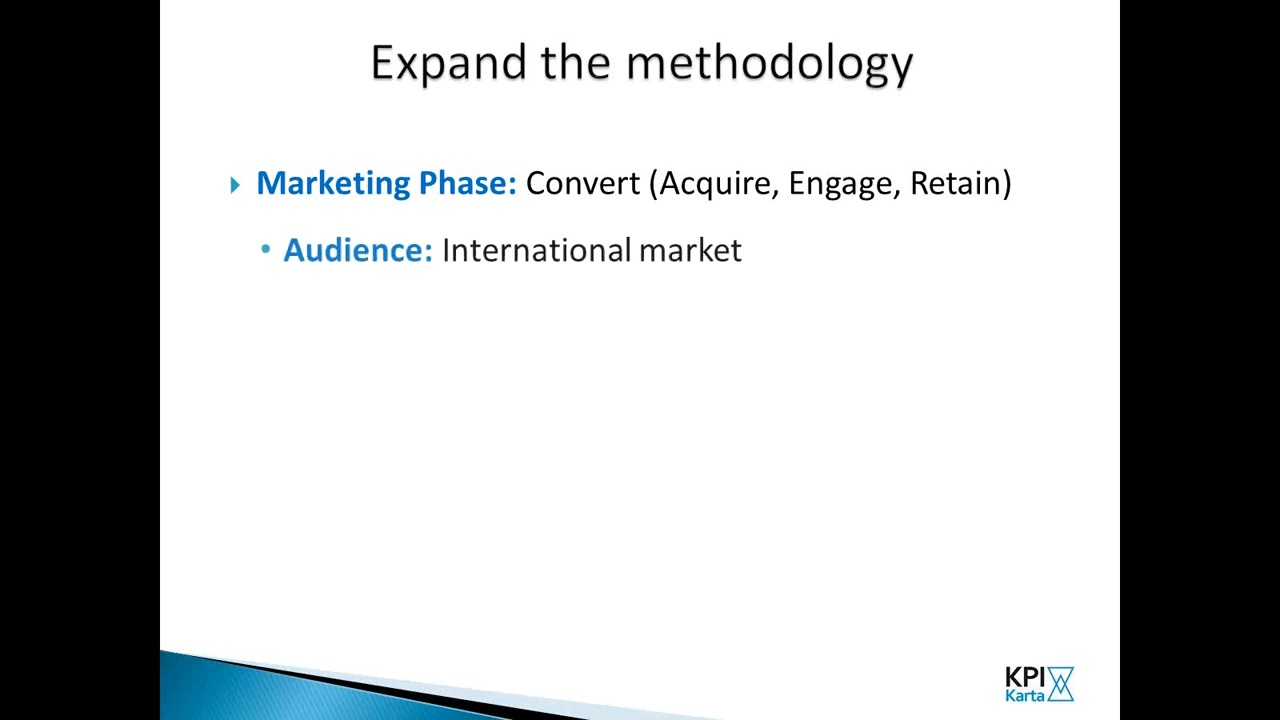 Expand the methodology
Marketing Phase: Convert (Acquire, Engage, Retain)
Audience: International market
KPI
Karta